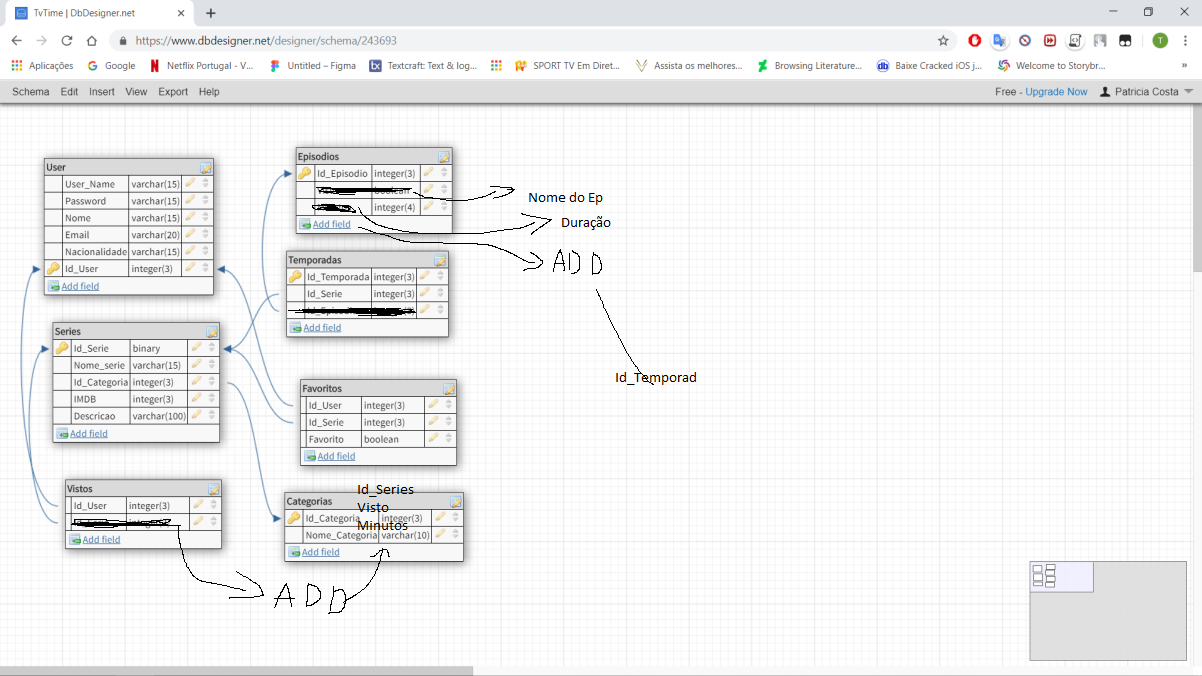 TvTime | DbDesigner.net
https://www.dbdesigner.net/designer/schema/243693
T
Aplicações
Google
Netflix Portugal - V...
Untitled – Figma
Textcraft: Text & log...
SPORT TV Em Diret...
Assista os melhores...
Browsing Literature...
Baixe Cracked iOS j...
Welcome to Storybr...
»
Schema Edit Insert View Export Help
Free - Upgrade Now
Patricia Costa
User
User_Name varchar(15)
Password varchar(15)
Nome varchar(15)
Email varchar(20)
Nacionalidade varchar(15)
Id_User integer(3)
Add field
Episodios
Id_Episodio integer(3)
boolean
integer(4)
Add field
Nome do Ep
Duração
ADD
Id_Temporad
Temporadas
Id_Temporada integer(3)
Id_Serie integer(3)
Add field
Series
Id_Serie binary
Nome_serie varchar(15)
Id_Categoria integer(3)
IMDB integer(3)
Descricao varchar(100)
Add field
Favoritos
Id_User integer(3)
Id_Serie integer(3)
Favorito boolean
Add field
Vistos
Id_User integer(3)
Add field
ADD
Id_Series
Visto
Minutos
Categorias
Id_Categoria integer(3)
Nome_Categoria varchar(10)
Add field